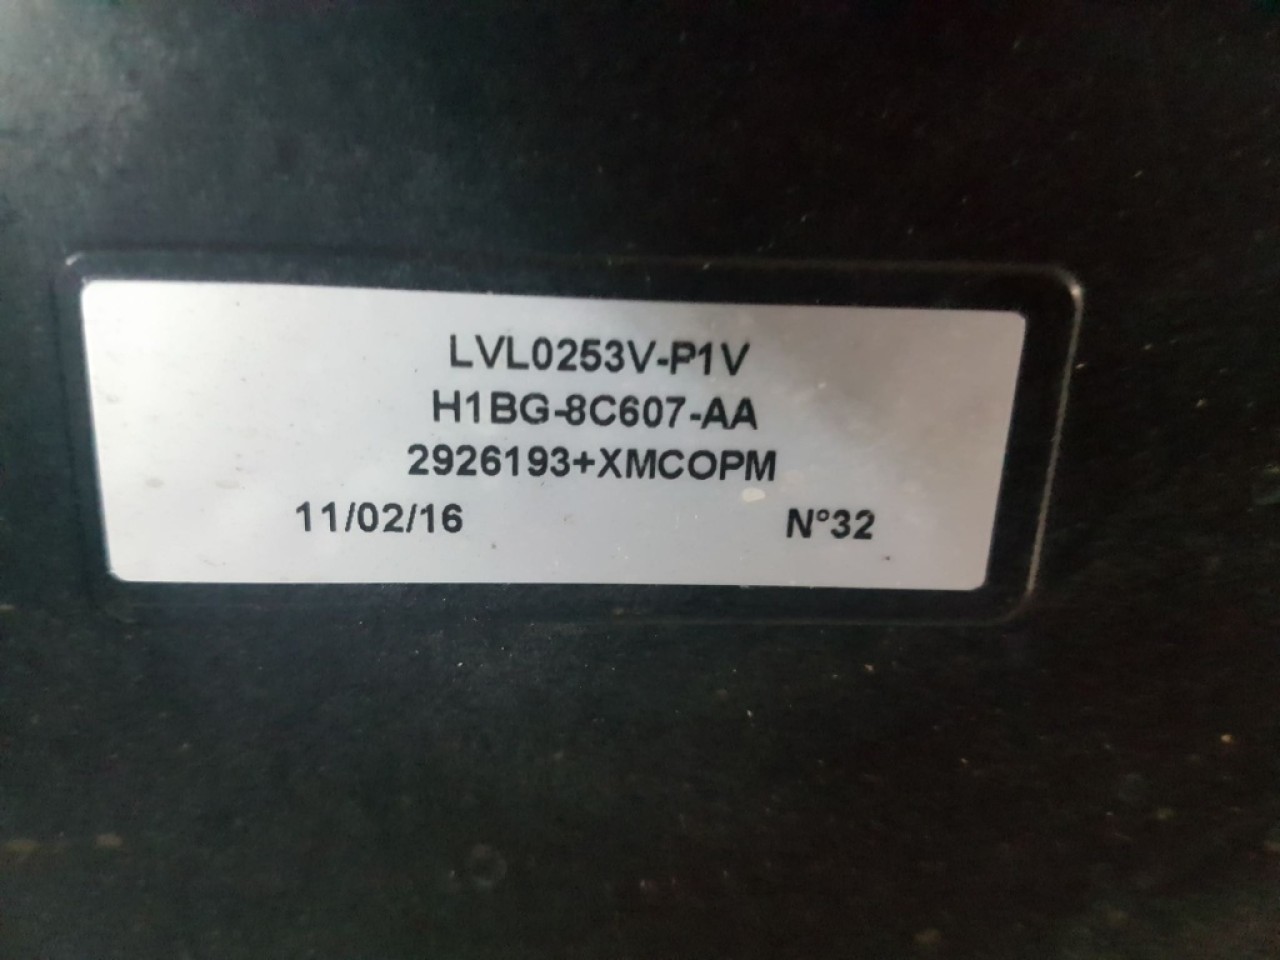 LVL0253V-P1V
H1BG-8C607-AA
2926193+XMCOPM
11/02/16 N°32